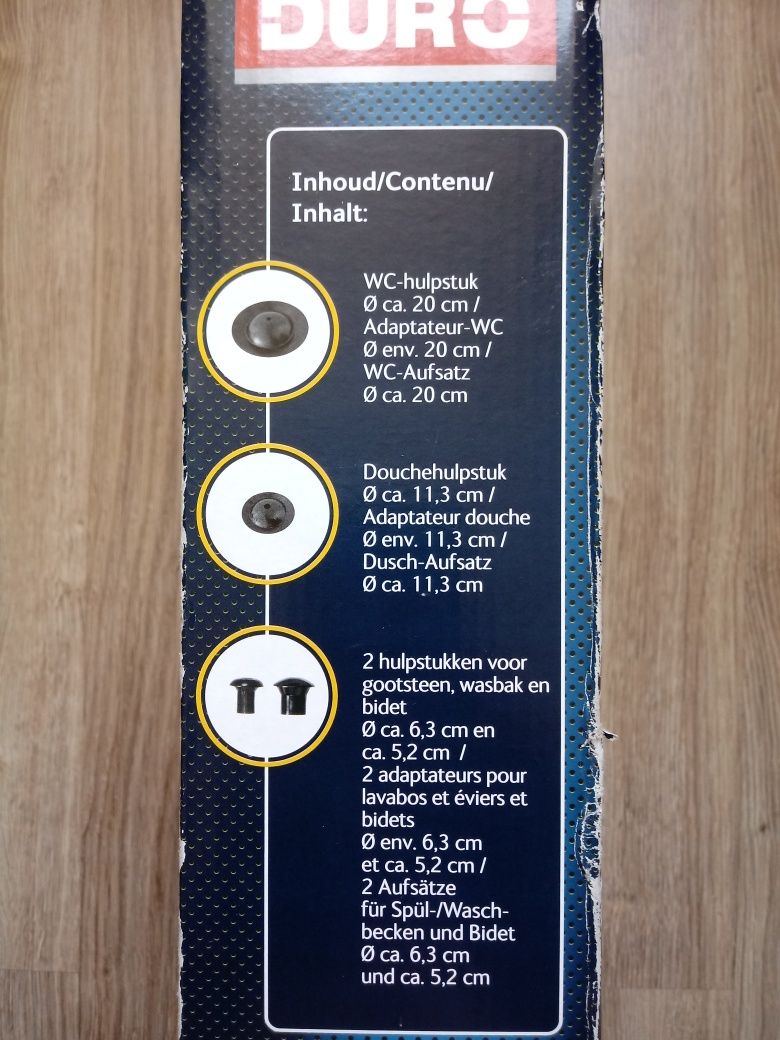 DURO
Inhoud/Contenu/
Inhalt:
WC-hulpstuk
Ø ca. 20 cm /
Adaptateur-WC
Ø env. 20 cm /
WC-Aufsatz
Ø ca. 20 cm
Douchehulpstuk
Ø ca. 11,3 cm /
Adaptateur douche
Ø env. 11,3 cm /
Dusch-Aufsatz
Ø ca. 11,3 cm
2 hulpstukken voor
gootsteen, wasbak en
bidet
Ø ca. 6,3 cm en
ca. 5,2 cm /
2 adaptateurs pour
lavabos et éviers et
bidets
Ø env. 6,3 cm
et ca. 5,2 cm /
2 Aufsätze
für Spül-/Wasch-
becken und Bidet
Ø ca. 6,3 cm
und ca. 5,2 cm